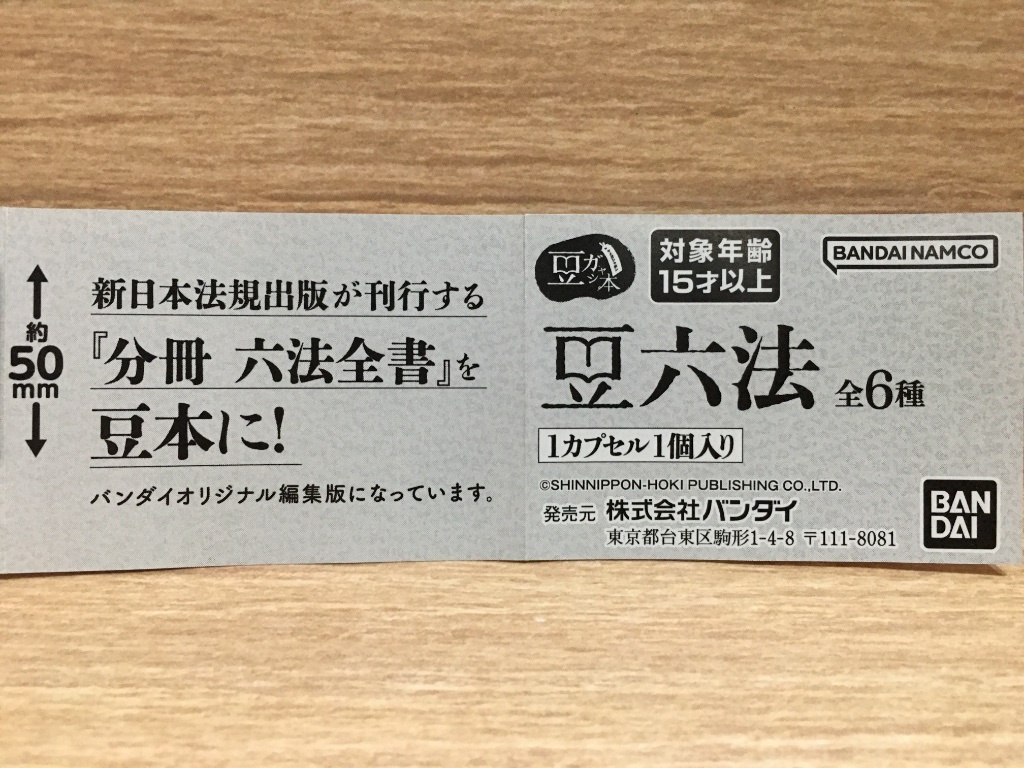 約
50
mm
新日本法規出版が刊行する
『分冊 六法全書』を
豆本に!
バンダイオリジナル編集版になっています。
豆ガシャ本
対象年齢
15才以上
BANDAI NAMCO
豆六法 全6種
1カプセル1個入り
©SHINNIPPON-HOKI PUBLISHING CO.,LTD.
発売元 株式会社バンダイ
東京都台東区駒形1-4-8 〒111-8081
BAN
DAI